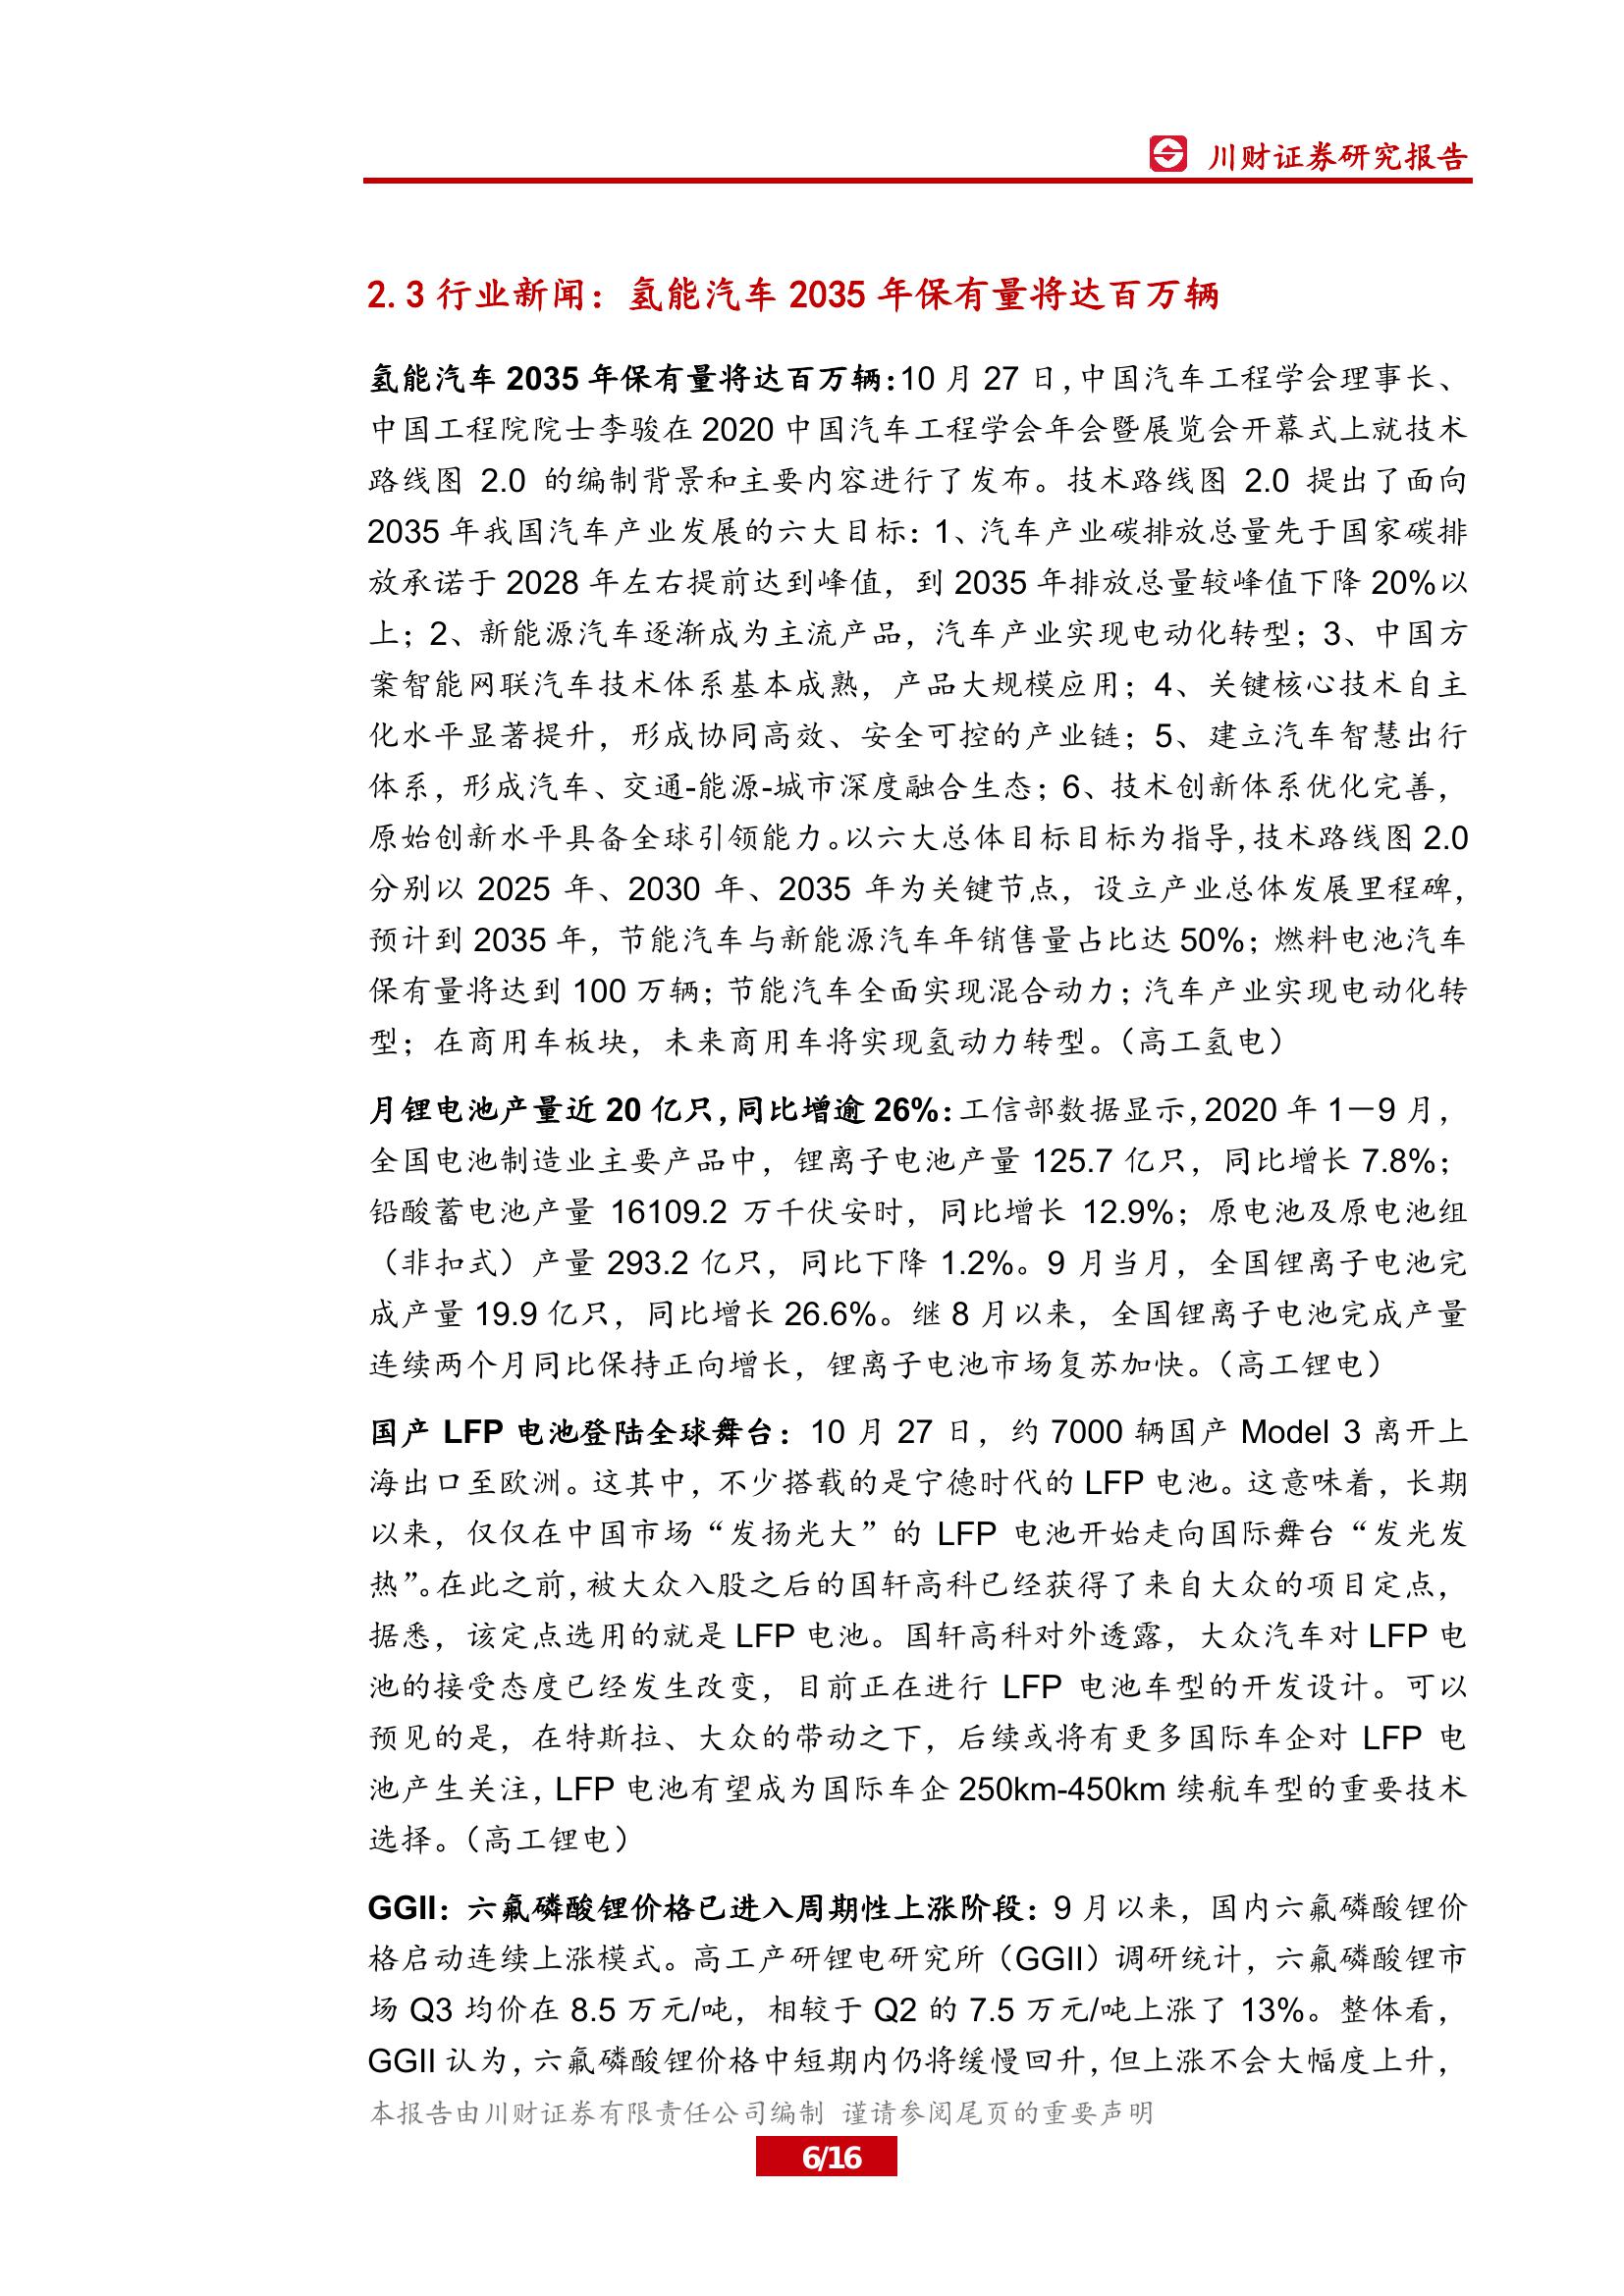 川财证券研究报告
2.3 行业新闻：氢能汽车 2035 年保有量将达百万辆
氢能汽车 2035 年保有量将达百万辆：10 月 27 日，中国汽车工程学会理事长、
中国工程院院士李骏在 2020 中国汽车工程学会年会暨展览会开幕式上就技术
路线图 2.0 的编制背景和主要内容进行了发布。技术路线图 2.0 提出了面向
2035 年我国汽车产业发展的六大目标：1、汽车产业碳排放总量先于国家碳排
放承诺于 2028 年左右提前达到峰值，到 2035 年排放总量较峰值下降 20%以
上；2、新能源汽车逐渐成为主流产品，汽车产业实现电动化转型；3、中国方
案智能网联汽车技术体系基本成熟，产品大规模应用；4、关键核心技术自主
化水平显著提升，形成协同高效、安全可控的产业链；5、建立汽车智慧出行
体系，形成汽车、交通-能源-城市深度融合生态；6、技术创新体系优化完善，
原始创新水平具备全球引领能力。以六大总体目标目标为指导，技术路线图 2.0
分别以 2025 年、2030 年、2035 年为关键节点，设立产业总体发展里程碑，
预计到 2035 年，节能汽车与新能源汽车年销售量占比达 50%；燃料电池汽车
保有量将达到 100 万辆；节能汽车全面实现混合动力；汽车产业实现电动化转
型；在商用车板块，未来商用车将实现氢动力转型。（高工氢电）
月锂电池产量近 20 亿只，同比增逾 26%：工信部数据显示，2020 年 1－9 月，
全国电池制造业主要产品中，锂离子电池产量 125.7 亿只，同比增长 7.8%；
铅酸蓄电池产量 16109.2 万千伏安时，同比增长 12.9%；原电池及原电池组
（非扣式）产量 293.2 亿只，同比下降 1.2%。9 月当月，全国锂离子电池完
成产量 19.9 亿只，同比增长 26.6%。继 8 月以来，全国锂离子电池完成产量
连续两个月同比保持正向增长，锂离子电池市场复苏加快。（高工锂电）
国产 LFP 电池登陆全球舞台：10 月 27 日，约 7000 辆国产 Model 3 离开上
海出口至欧洲。这其中，不少搭载的是宁德时代的 LFP 电池。这意味着，长期
以来，仅仅在中国市场“发扬光大”的 LFP 电池开始走向国际舞台“发光发
热”。在此之前，被大众入股之后的国轩高科已经获得了来自大众的项目定点，
据悉，该定点选用的就是 LFP 电池。国轩高科对外透露，大众汽车对 LFP 电
池的接受态度已经发生改变，目前正在进行 LFP 电池车型的开发设计。可以
预见的是，在特斯拉、大众的带动之下，后续或将有更多国际车企对 LFP 电
池产生关注，LFP 电池有望成为国际车企 250km-450km 续航车型的重要技术
选择。（高工锂电）
GGII：六氟磷酸锂价格已进入周期性上涨阶段：9 月以来，国内六氟磷酸锂价
格启动连续上涨模式。高工产研锂电研究所（GGII）调研统计，六氟磷酸锂市
场 Q3 均价在 8.5 万元/吨，相较于 Q2 的 7.5 万元/吨上涨了 13%。整体看，
GGII 认为，六氟磷酸锂价格中短期内仍将缓慢回升，但上涨不会大幅度上升，
本报告由川财证券有限责任公司编制 谨请参阅尾页的重要声明
6/16